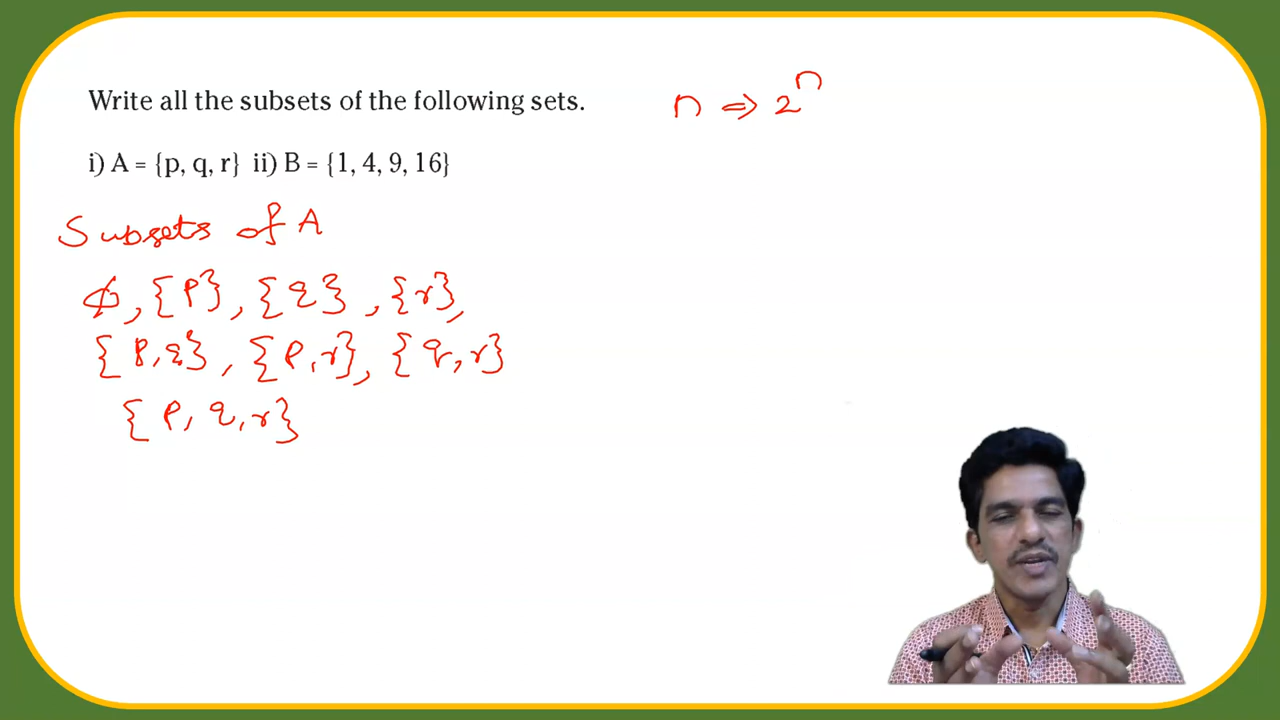 Write all the subsets of the following sets. n ⇒ 2ⁿ
i) A = {p, q, r} ii) B = {1, 4, 9, 16}
Subsets of A
ϕ, {p}, {q}, {r},
{p,q}, {p,r}, {q,r}
{p, q, r}